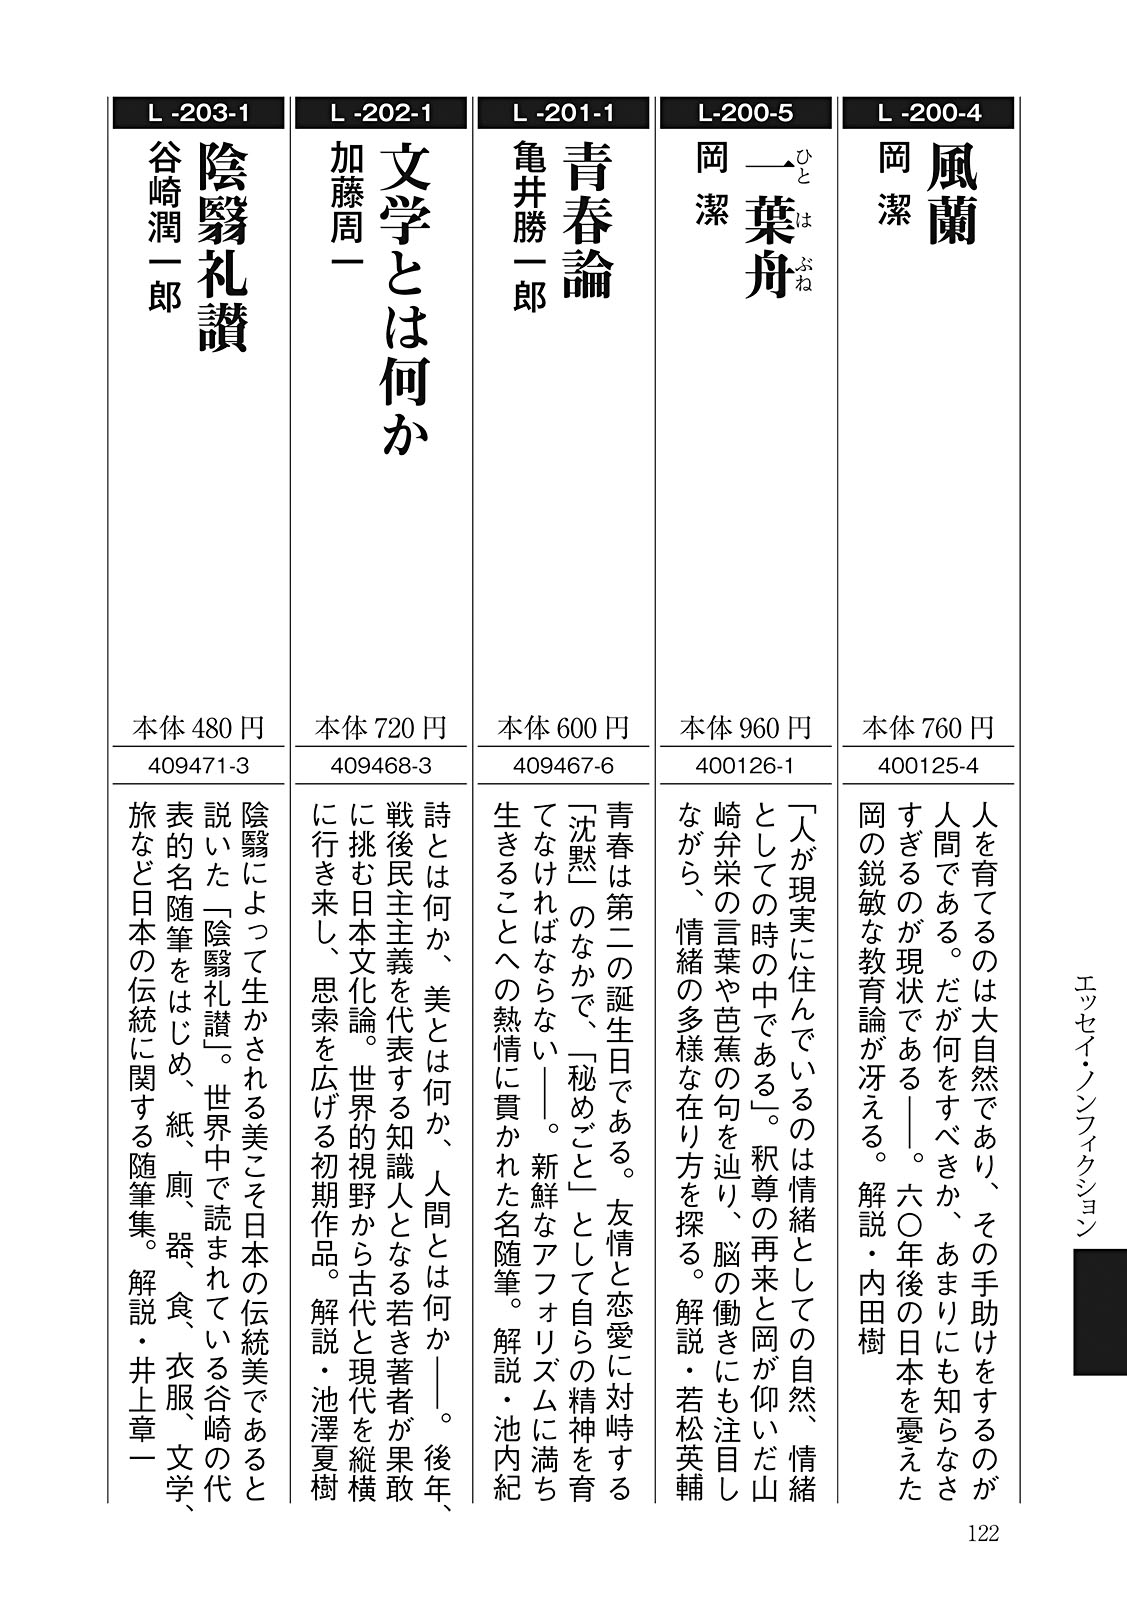 L -200-4
風蘭
岡 潔
本体 760 円
400125-4
人を育てるのは大自然であり、その手助けをするのが
人間である。だが何をすべきか、あまりにも知らなさ
すぎるのが現状である――。六〇年後の日本を憂えた
岡の鋭敏な教育論が冴える。解説・内田樹
L-200-5
一葉舟
ひと は ぶね
岡 潔
本体 960 円
400126-1
「人が現実に住んでいるのは情緒としての自然、情緒
としての時の中である」。釈尊の再来と岡が仰いだ山
崎弁栄の言葉や芭蕉の句を辿り、脳の働きにも注目し
ながら、情緒の多様な在り方を探る。解説・若松英輔
L -201-1
青春論
亀井勝一郎
本体 600 円
409467-6
青春は第二の誕生日である。友情と恋愛に対峙する
「沈黙」のなかで、「秘めごと」として自らの精神を育
てなければならない――。新鮮なアフォリズムに満ち
生きることへの熱情に貫かれた名随筆。解説・池内紀
L -202-1
文学とは何か
加藤周一
本体 720 円
409468-3
詩とは何か、美とは何か、人間とは何か――。後年、
戦後民主主義を代表する知識人となる若き著者が果敢
に挑む日本文化論。世界的視野から古代と現代を縦横
に行き来し、思索を広げる初期作品。解説・池澤夏樹
L -203-1
陰翳礼讃
谷崎潤一郎
本体 480 円
409471-3
陰翳によって生かされる美こそ日本の伝統美であると
説いた「陰翳礼讃」。世界中で読まれている谷崎の代
表的名随筆をはじめ、紙、厠、器、食、衣服、文学、
旅など日本の伝統に関する随筆集。解説・井上章一
エッセイ・ノンフィクション
122